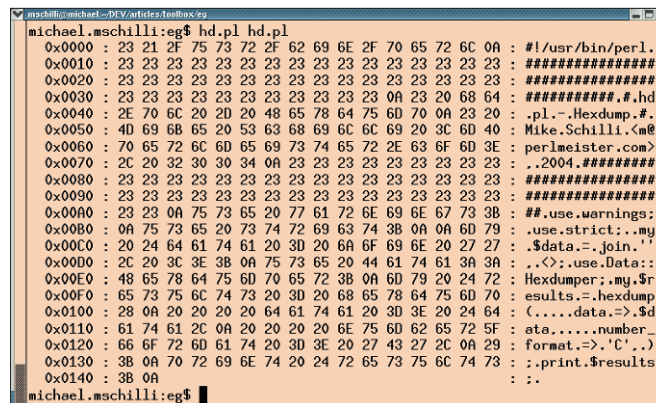 mschilli@michael:~/DEV/articles/toolbox/eg
michael.mschilli:eg$ hd.pl hd.pl
0x0000 : 23 21 2F 75 73 72 2F 62 69 6E 2F 70 65 72 6C 0A : #!/usr/bin/perl.
0x0010 : 23 23 23 23 23 23 23 23 23 23 23 23 23 23 23 23 : ################
0x0020 : 23 23 23 23 23 23 23 23 23 23 23 23 23 23 23 23 : ################
0x0030 : 23 23 23 23 23 23 23 23 23 23 23 0A 23 20 68 64 : ###########.#.hd
0x0040 : 2E 70 6C 20 2D 20 48 65 78 64 75 6D 70 0A 23 20 : .pl.-.Hexdump.#.
0x0050 : 4D 69 6B 65 20 53 63 68 69 6C 6C 69 20 3C 6D 40 : Mike.Schilli.<m@
0x0060 : 70 65 72 6C 6D 65 69 73 74 65 72 2E 63 6F 6D 3E : perlmeister.com>
0x0070 : 2C 20 32 30 30 34 0A 23 23 23 23 23 23 23 23 23 : ,.2004.#########
0x0080 : 23 23 23 23 23 23 23 23 23 23 23 23 23 23 23 23 : ################
0x0090 : 23 23 23 23 23 23 23 23 23 23 23 23 23 23 23 23 : ################
0x00A0 : 23 23 0A 75 73 65 20 77 61 72 6E 69 6E 67 73 3B : ##.use.warnings;
0x00B0 : 0A 75 73 65 20 73 74 72 69 63 74 3B 0A 0A 6D 79 : .use.strict;..my
0x00C0 : 20 24 64 61 74 61 20 3D 20 6A 6F 69 6E 20 27 27 : .$data.=.join.''
0x00D0 : 2C 20 3C 3E 3B 0A 75 73 65 20 44 61 74 61 3A 3A : ,.<>;.use.Data::
0x00E0 : 48 65 78 64 75 6D 70 65 72 3B 0A 6D 79 20 24 72 : Hexdumper;.my.$r
0x00F0 : 65 73 75 6C 74 73 20 3D 20 68 65 78 64 75 6D 70 : esults.=.hexdump
0x0100 : 28 0A 20 20 20 20 64 61 74 61 20 3D 3E 20 24 64 : (.....data.=>.$d
0x0110 : 61 74 61 2C 0A 20 20 20 20 6E 75 6D 62 65 72 5F : ata,.....number_
0x0120 : 66 6F 72 6D 61 74 20 3D 3E 20 27 43 27 2C 0A 29 : format.=>.'C',.)
0x0130 : 3B 0A 70 72 69 6E 74 20 24 72 65 73 75 6C 74 73 : ;.print.$results
0x0140 : 3B 0A : ;.
michael.mschilli:eg$